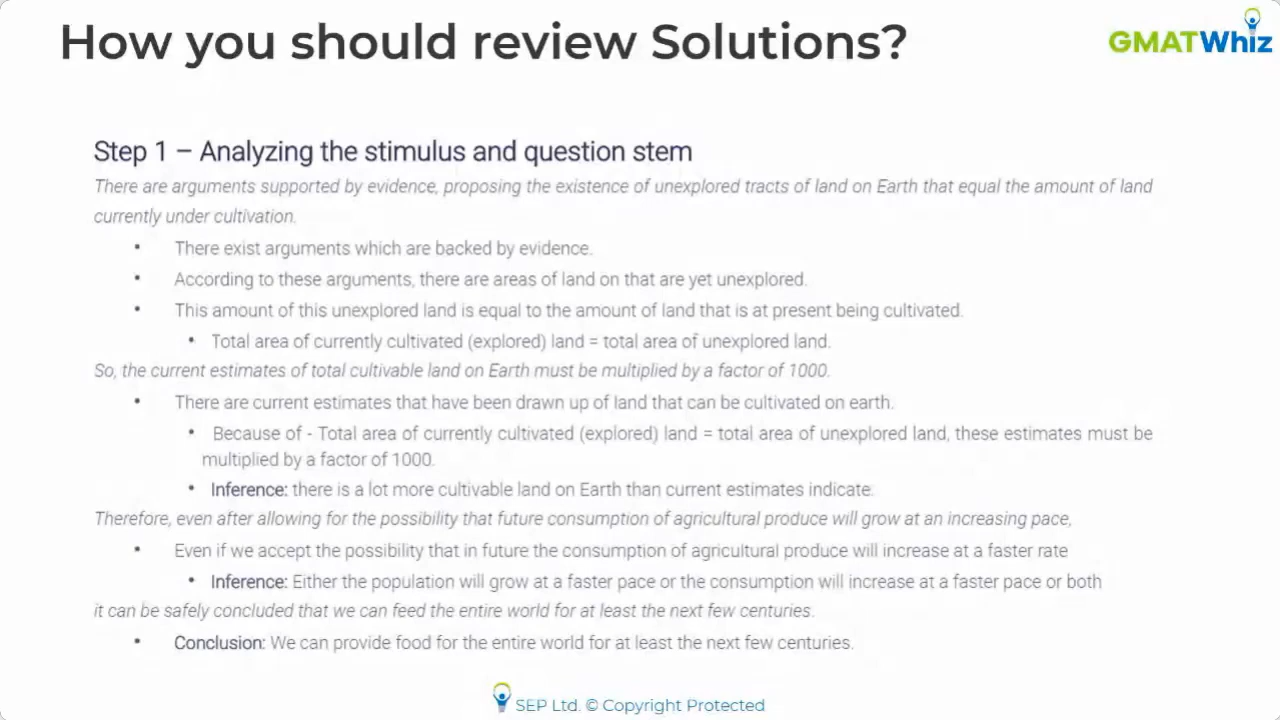 How you should review Solutions?
GMATWhiz
Step 1 – Analyzing the stimulus and question stem
There are arguments supported by evidence, proposing the existence of unexplored tracts of land on Earth that equal the amount of land
currently under cultivation.
• There exist arguments which are backed by evidence.
• According to these arguments, there are areas of land on that are yet unexplored.
• This amount of this unexplored land is equal to the amount of land that is at present being cultivated.
• Total area of currently cultivated (explored) land = total area of unexplored land.
So, the current estimates of total cultivable land on Earth must be multiplied by a factor of 1000.
• There are current estimates that have been drawn up of land that can be cultivated on earth.
• Because of - Total area of currently cultivated (explored) land = total area of unexplored land, these estimates must be
multiplied by a factor of 1000.
• Inference: there is a lot more cultivable land on Earth than current estimates indicate.
Therefore, even after allowing for the possibility that future consumption of agricultural produce will grow at an increasing pace,
• Even if we accept the possibility that in future the consumption of agricultural produce will increase at a faster rate
• Inference: Either the population will grow at a faster pace or the consumption will increase at a faster pace or both
it can be safely concluded that we can feed the entire world for at least the next few centuries.
• Conclusion: We can provide food for the entire world for at least the next few centuries.
SEP Ltd. © Copyright Protected